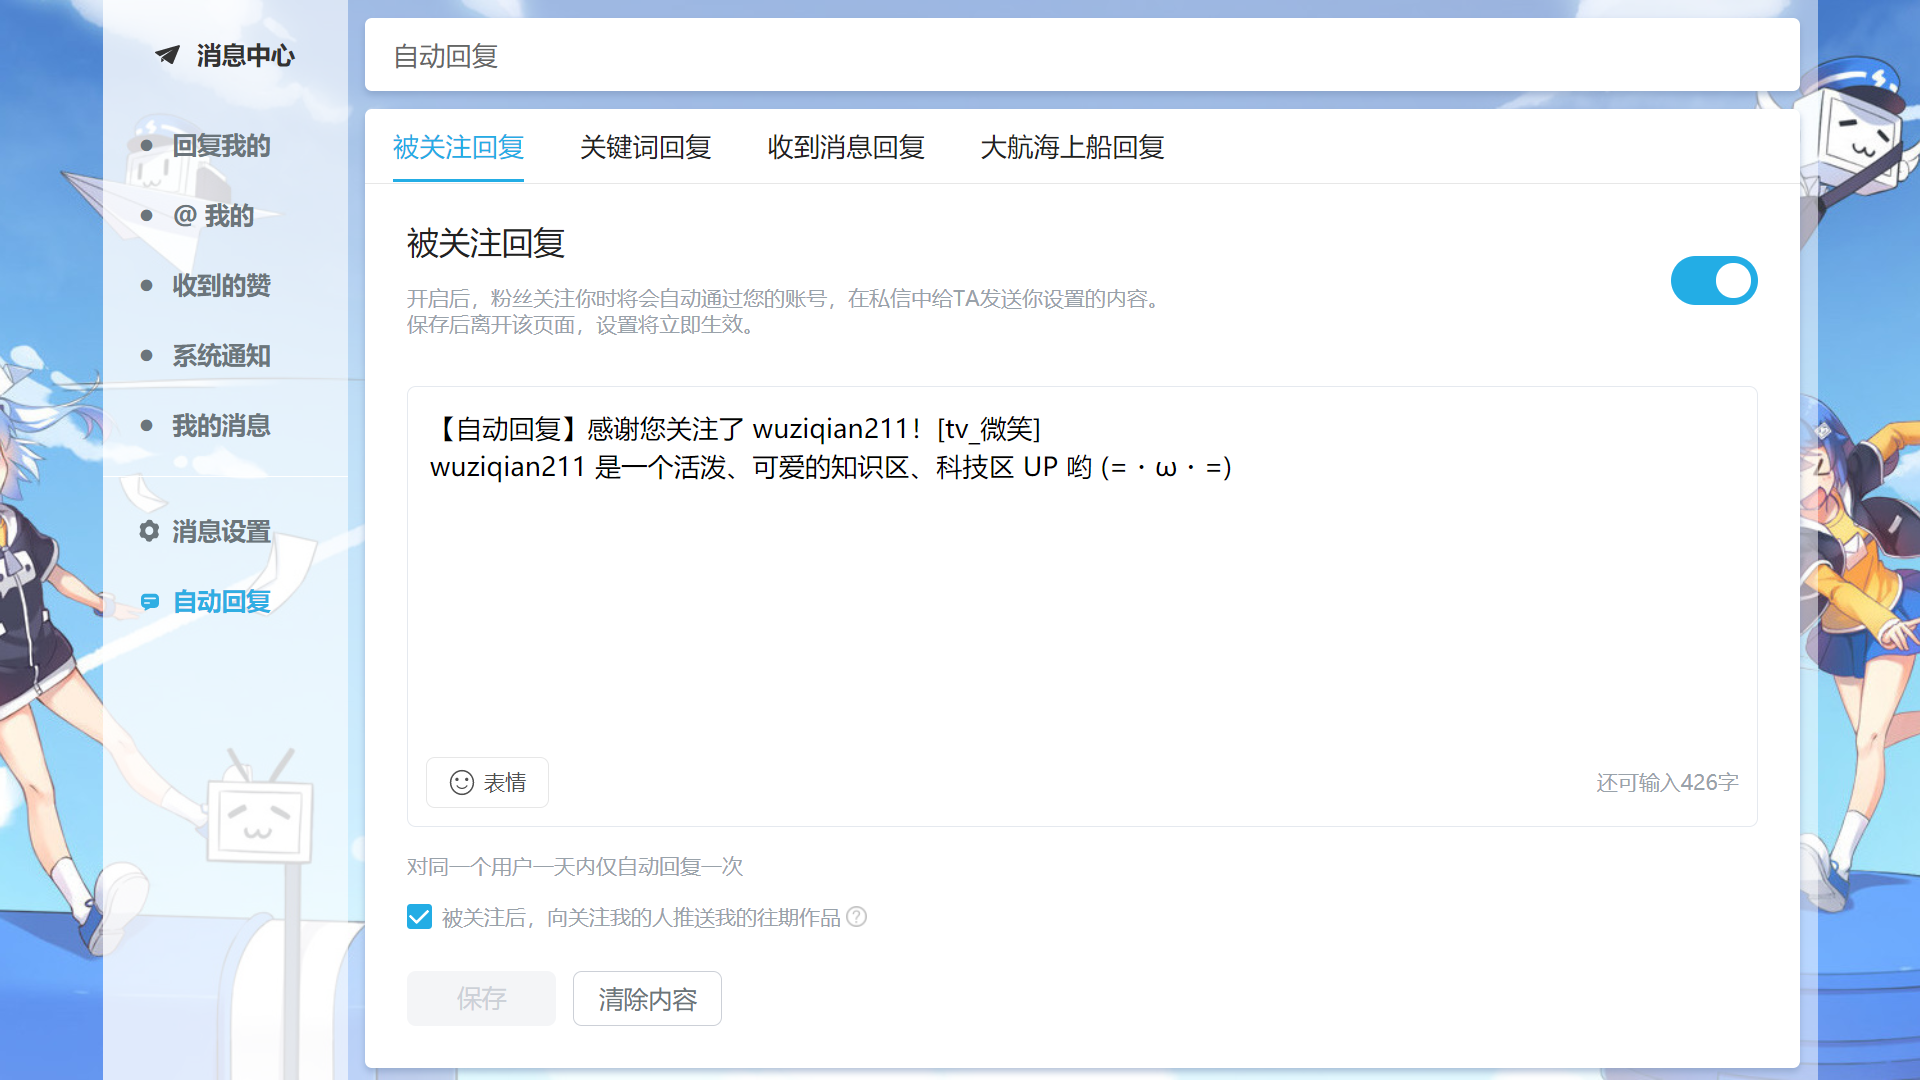 消息中心
回复我的
@ 我的
收到的赞
系统通知
我的消息
消息设置
自动回复
自动回复
被关注回复 关键词回复 收到消息回复 大航海上船回复
被关注回复
开启后，粉丝关注你时将会自动通过您的账号，在私信中给TA发送你设置的内容。
保存后离开该页面，设置将立即生效。
【自动回复】感谢您关注了 wuziqian211！[tv_微笑]
wuziqian211 是一个活泼、可爱的知识区、科技区 UP 哟 (=・ω・=)
表情 还可输入426字
对同一个用户一天内仅自动回复一次
被关注后，向关注我的人推送我的往期作品
保存 清除内容